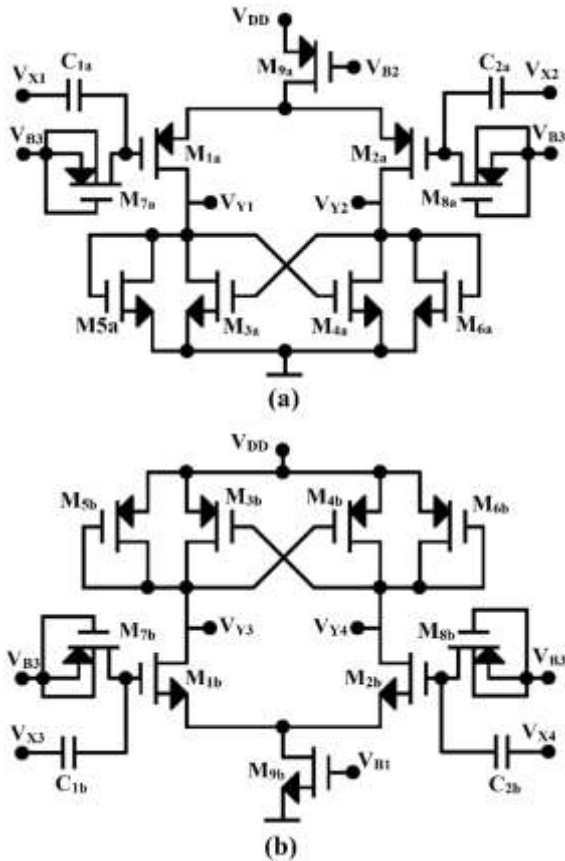 VDD
C1a
C2a
VX1
M9a
VB2
VX2
VB3
M1a
M2a
VB3
M7a
M8a
VY1
VY2
M5a
M3a
M4a
M6a
(a)
VDD
M5b
M3b
M4b
M6b
M7b
VY3
VY4
M8b
VB3
M1b
M2b
VB3
VX3
VX4
M9b
VB1
C1b
C2b
(b)